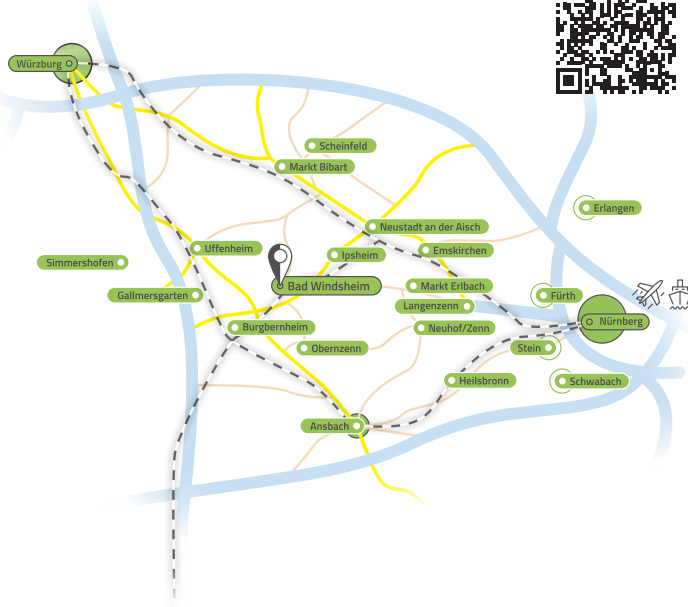 Würzburg
Scheinfeld
Markt Bibart
Erlangen
Neustadt an der Aisch
Uffenheim
Emskirchen
Ipsheim
Simmershofen
Bad Windsheim
Markt Erlbach
Gallmersgarten
Fürth
Langenzenn
Nürnberg
Burgbernheim
Neuhof/Zenn
Obernzenn
Stein
Heilsbronn
Schwabach
Ansbach